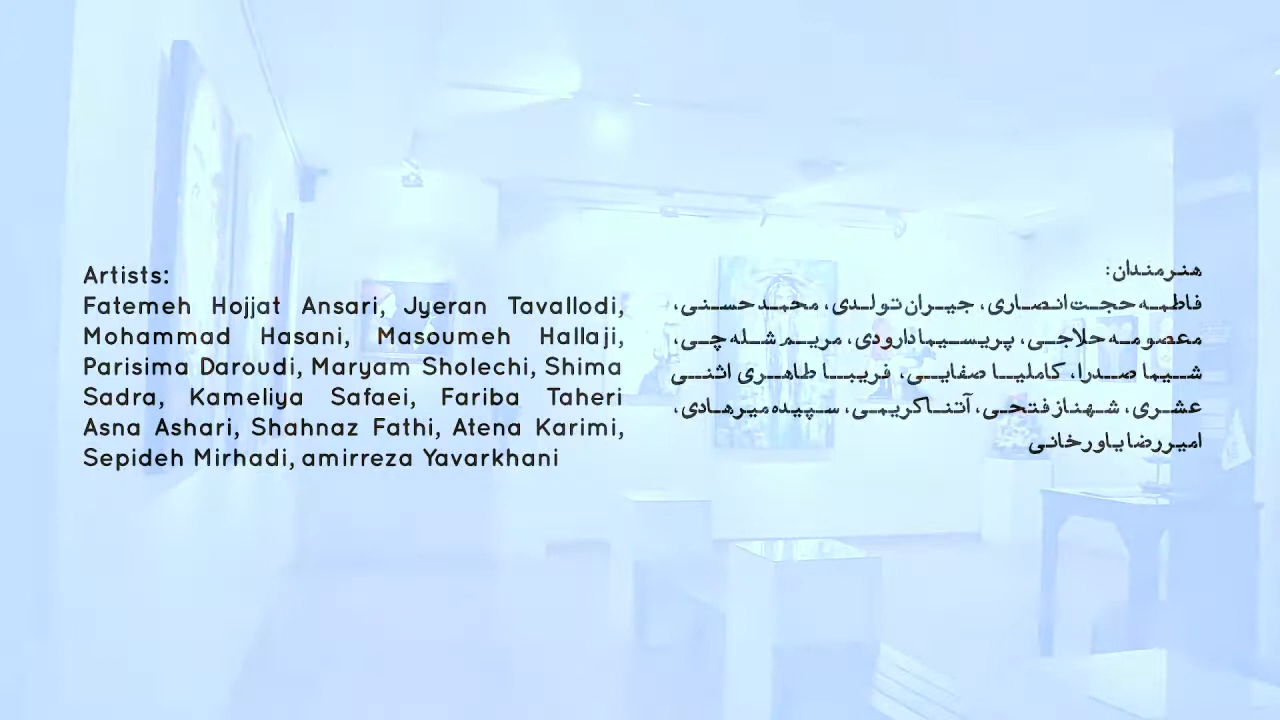 Artists:
Fatemeh Hojjat Ansari, Jyeran Tavallodi,
Mohammad Hasani, Masoumeh Hallaji,
Parisima Daroudi, Maryam Sholechi, Shima
Sadra, Kameliya Safaei, Fariba Taheri
Asna Ashari, Shahnaz Fathi, Atena Karimi,
Sepideh Mirhadi, amirreza Yavarkhani
هنرمندان:
فاطمه حجت انصاری، جیران تولدی، محمد حسنی،
معصومه حلاجی، پریسیما دارودی، مریم شله چی،
شیما صدرا، کاملیا صفایی، فریبا طاهری اثنی
عشری، شهناز فتحی، آتنا کریمی، سپیده میرهادی،
امیررضا یاورخانی